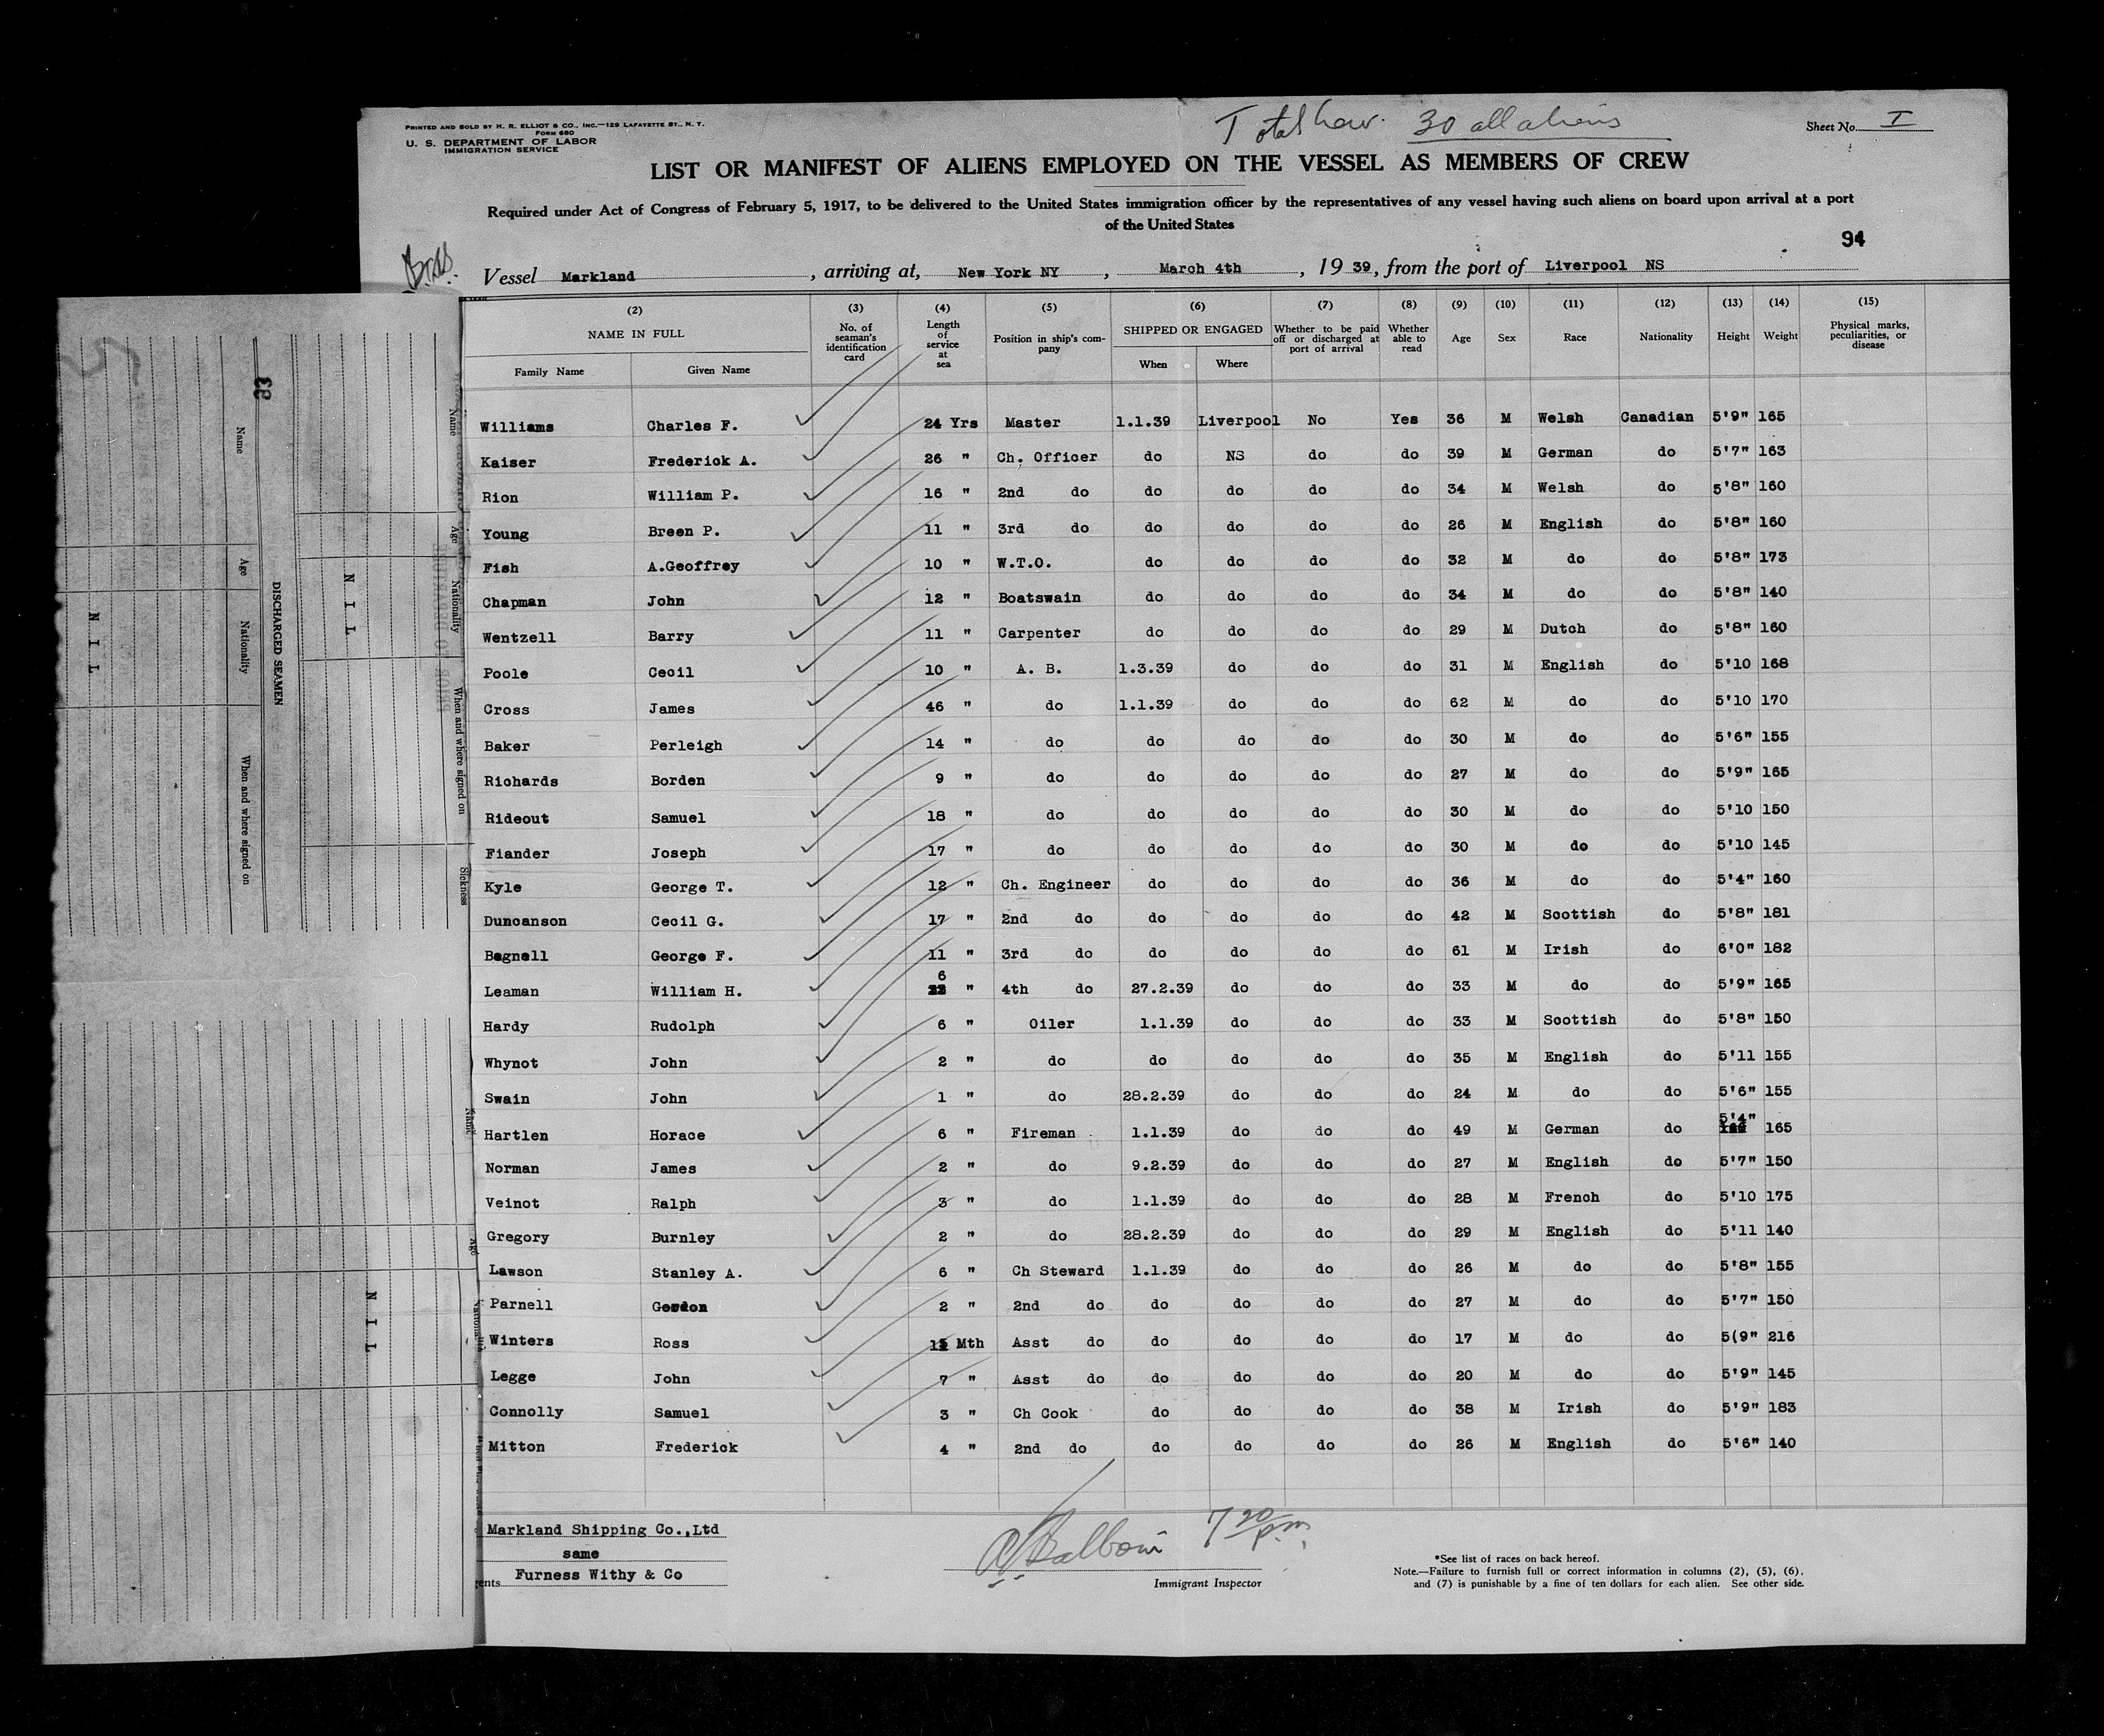 PRINTED AND SOLD BY H. R. ELLIOT & CO., INC.—129 LAFAYETTE ST., N. Y.
FORM 680
U. S. DEPARTMENT OF LABOR
IMMIGRATION SERVICE
30 all aliens
Sheet No. I
LIST OR MANIFEST OF ALIENS EMPLOYED ON THE VESSEL AS MEMBERS OF CREW
Required under Act of Congress of February 5, 1917, to be delivered to the United States immigration officer by the representatives of any vessel having such aliens on board upon arrival at a port
of the United States
94
Vessel Markland, arriving at, New York NY, March 4th, 1939, from the port of Liverpool NS
(2) (3) (4) (5) (6) (7) (8) (9) (10) (11) (12) (13) (14) (15)
NAME IN FULL
Family Name Given Name
No. of seaman's identification card
Length of service at sea
Position in ship's company
SHIPPED OR ENGAGED
When Where
Whether to be paid off or discharged at port of arrival
Whether able to read
Age Sex Race Nationality Height Weight
Physical marks, peculiarities, or disease
Williams Charles F. 24 Yrs Master 1.1.39 Liverpool No Yes 36 M Welsh Canadian 5'9" 165
Kaiser Frederick A. 26 " Ch. Officer do NS do do 39 M German do 5'7" 163
Rion William P. 16 " 2nd do do do do do 34 M Welsh do 5'8" 160
Young Breen P. 11 " 3rd do do do do do 26 M English do 5'8" 160
Fish A.Geoffrey 10 " W.T.O. do do do do 32 M do do 5'8" 173
Chapman John 12 " Boatswain do do do do 34 M do do 5'8" 140
Wentzell Barry 11 " Carpenter do do do do 29 M Dutch do 5'8" 160
Poole Cecil 10 " A. B. 1.3.39 do do do 31 M English do 5'10 168
Cross James 46 " do 1.1.39 do do do 62 M do do 5'10 170
Baker Perleigh 14 " do do do do do 30 M do do 5'6" 155
Richards Borden 9 " do do do do do 27 M do do 5'9" 165
Rideout Samuel 18 " do do do do do 30 M do do 5'10 150
Fiander Joseph 17 " do do do do do 30 M do do 5'10 145
Kyle George T. 12 " Ch. Engineer do do do do 36 M do do 5'4" 160
Duncanson Cecil G. 17 " 2nd do do do do do 42 M Scottish do 5'8" 181
Bagnell George F. 11 " 3rd do do do do do 61 M Irish do 6'0" 182
Leaman William H. 6 " 4th do 27.2.39 do do do 33 M do do 5'9" 165
Hardy Rudolph 6 " Oiler 1.1.39 do do do 33 M Scottish do 5'8" 150
Whynot John 2 " do do do do do 35 M English do 5'11 155
Swain John 1 " do 28.2.39 do do do 24 M do do 5'6" 155
Hartlen Horace 6 " Fireman 1.1.39 do do do 49 M German do 5'4" 165
Norman James 2 " do 9.2.39 do do do 27 M English do 5'7" 150
Veinot Ralph 3 " do 1.1.39 do do do 28 M French do 5'10 175
Gregory Burnley 2 " do 28.2.39 do do do 29 M English do 5'11 140
Lawson Stanley A. 6 " Ch Steward 1.1.39 do do do 26 M do do 5'8" 155
Parnell Gordon 2 " 2nd do do do do do 27 M do do 5'7" 150
Winters Ross Mth Asst do do do do do 17 M do do 5(9" 216
Legge John 7 " Asst do do do do do 20 M do do 5'9" 145
Connolly Samuel 3 " Ch Cook do do do do 38 M Irish do 5'9" 183
Mitton Frederick 4 " 2nd do do do do do 26 M English do 5'6" 140
Markland Shipping Co.,Ltd
same
Furness Withy & Co
7 20 p.m.
Immigrant Inspector
*See list of races on back hereof.
Note.—Failure to furnish full or correct information in columns (2), (5), (6),
and (7) is punishable by a fine of ten dollars for each alien. See other side.
93
DISCHARGED SEAMEN
Name Age Nationality When and where signed on
NIL
Name Age Nationality When and where signed on Sickness
NIL
Name Age
NIL